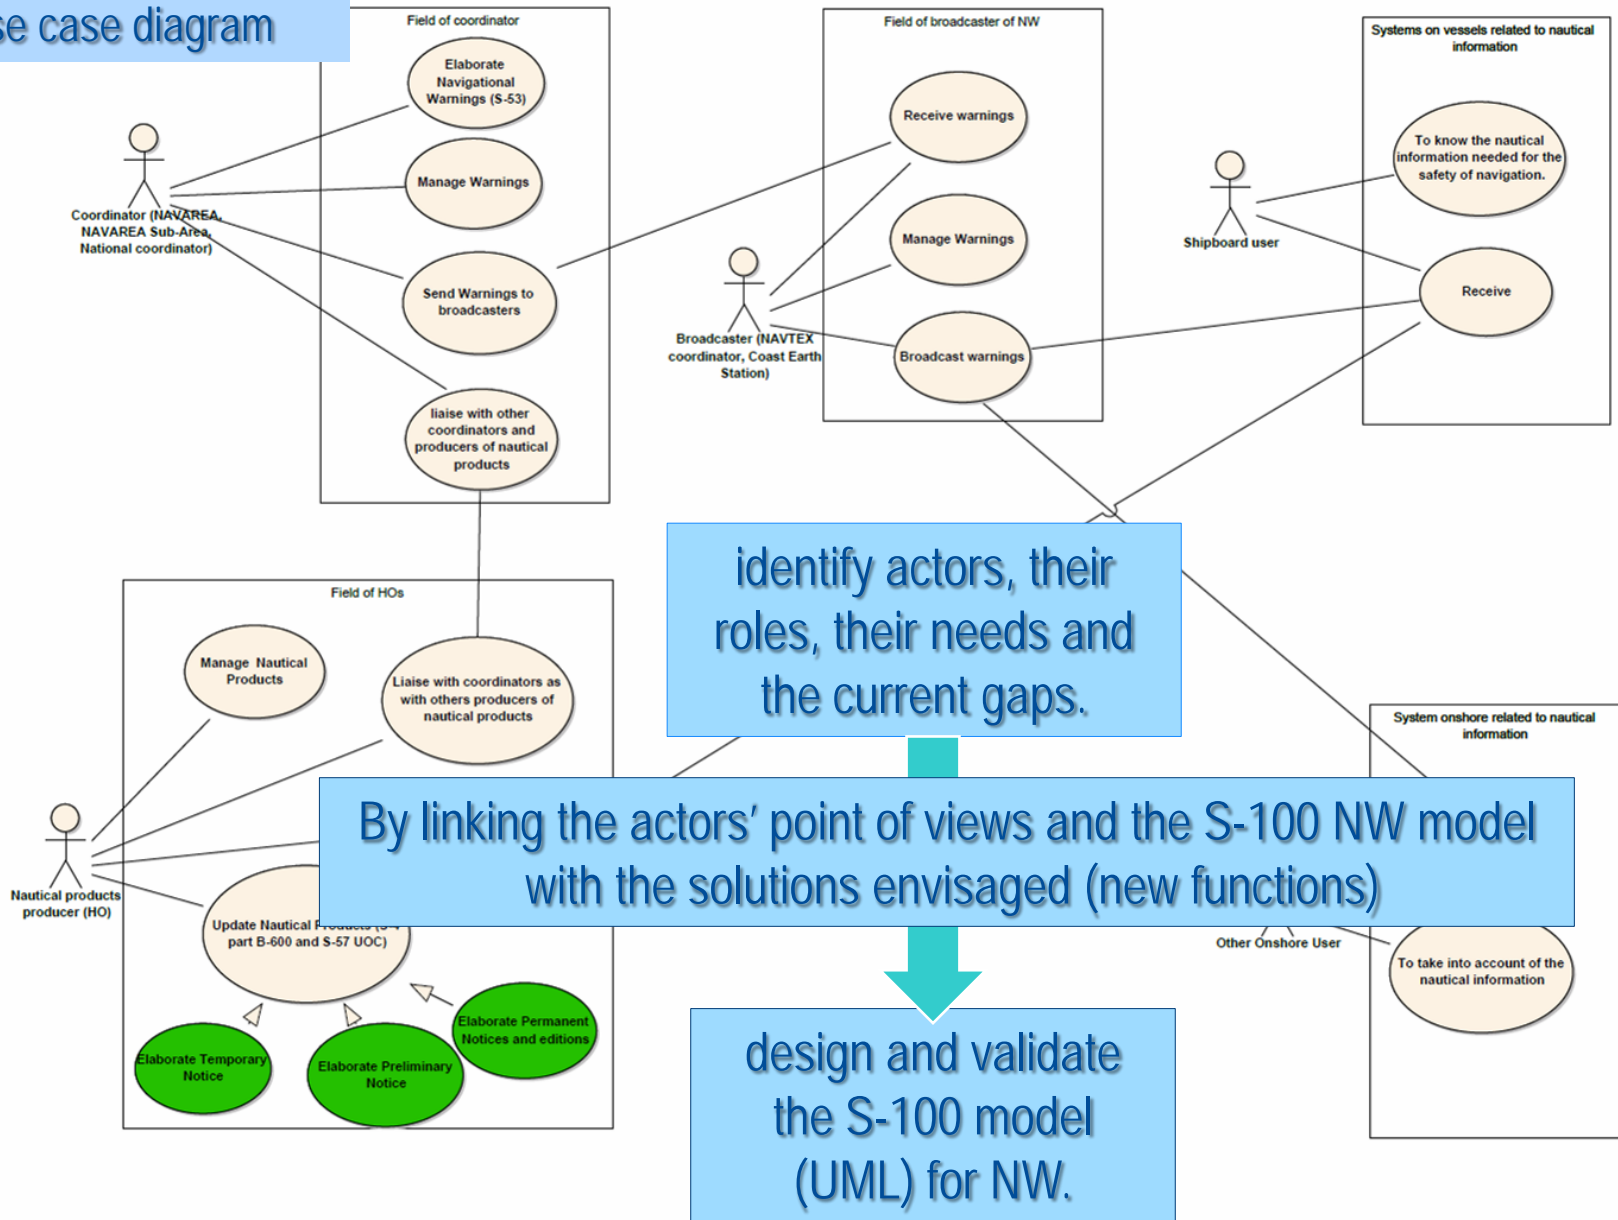 se case diagram
Field of coordinator
Elaborate
Navigational
Warnings (S-53)
Manage Warnings
Send Warnings to
broadcasters
liaise with other
coordinators and
producers of nautical
products
Coordinator (NAVAREA,
NAVAREA Sub-Area,
National coordinator)
Field of broadcaster of NW
Receive warnings
Manage Warnings
Broadcast warnings
Broadcaster (NAVTEX
coordinator, Coast Earth
Station)
Systems on vessels related to nautical
information
To know the nautical
information needed for the
safety of navigation.
Receive
Shipboard user
Field of HOs
Manage Nautical
Products
Liaise with coordinators as
with others producers of
nautical products
Nautical products
producer (HO)
Update Nautical
part B-600 and S-57 UOC)
Elaborate Temporary
Notice
Elaborate Preliminary
Notice
Elaborate Permanent
Notices and editions
identify actors, their
roles, their needs and
the current gaps.
By linking the actors’ point of views and the S-100 NW model
with the solutions envisaged (new functions)
design and validate
the S-100 model
(UML) for NW.
System onshore related to nautical
information
Other Onshore User
To take into account of the
nautical information